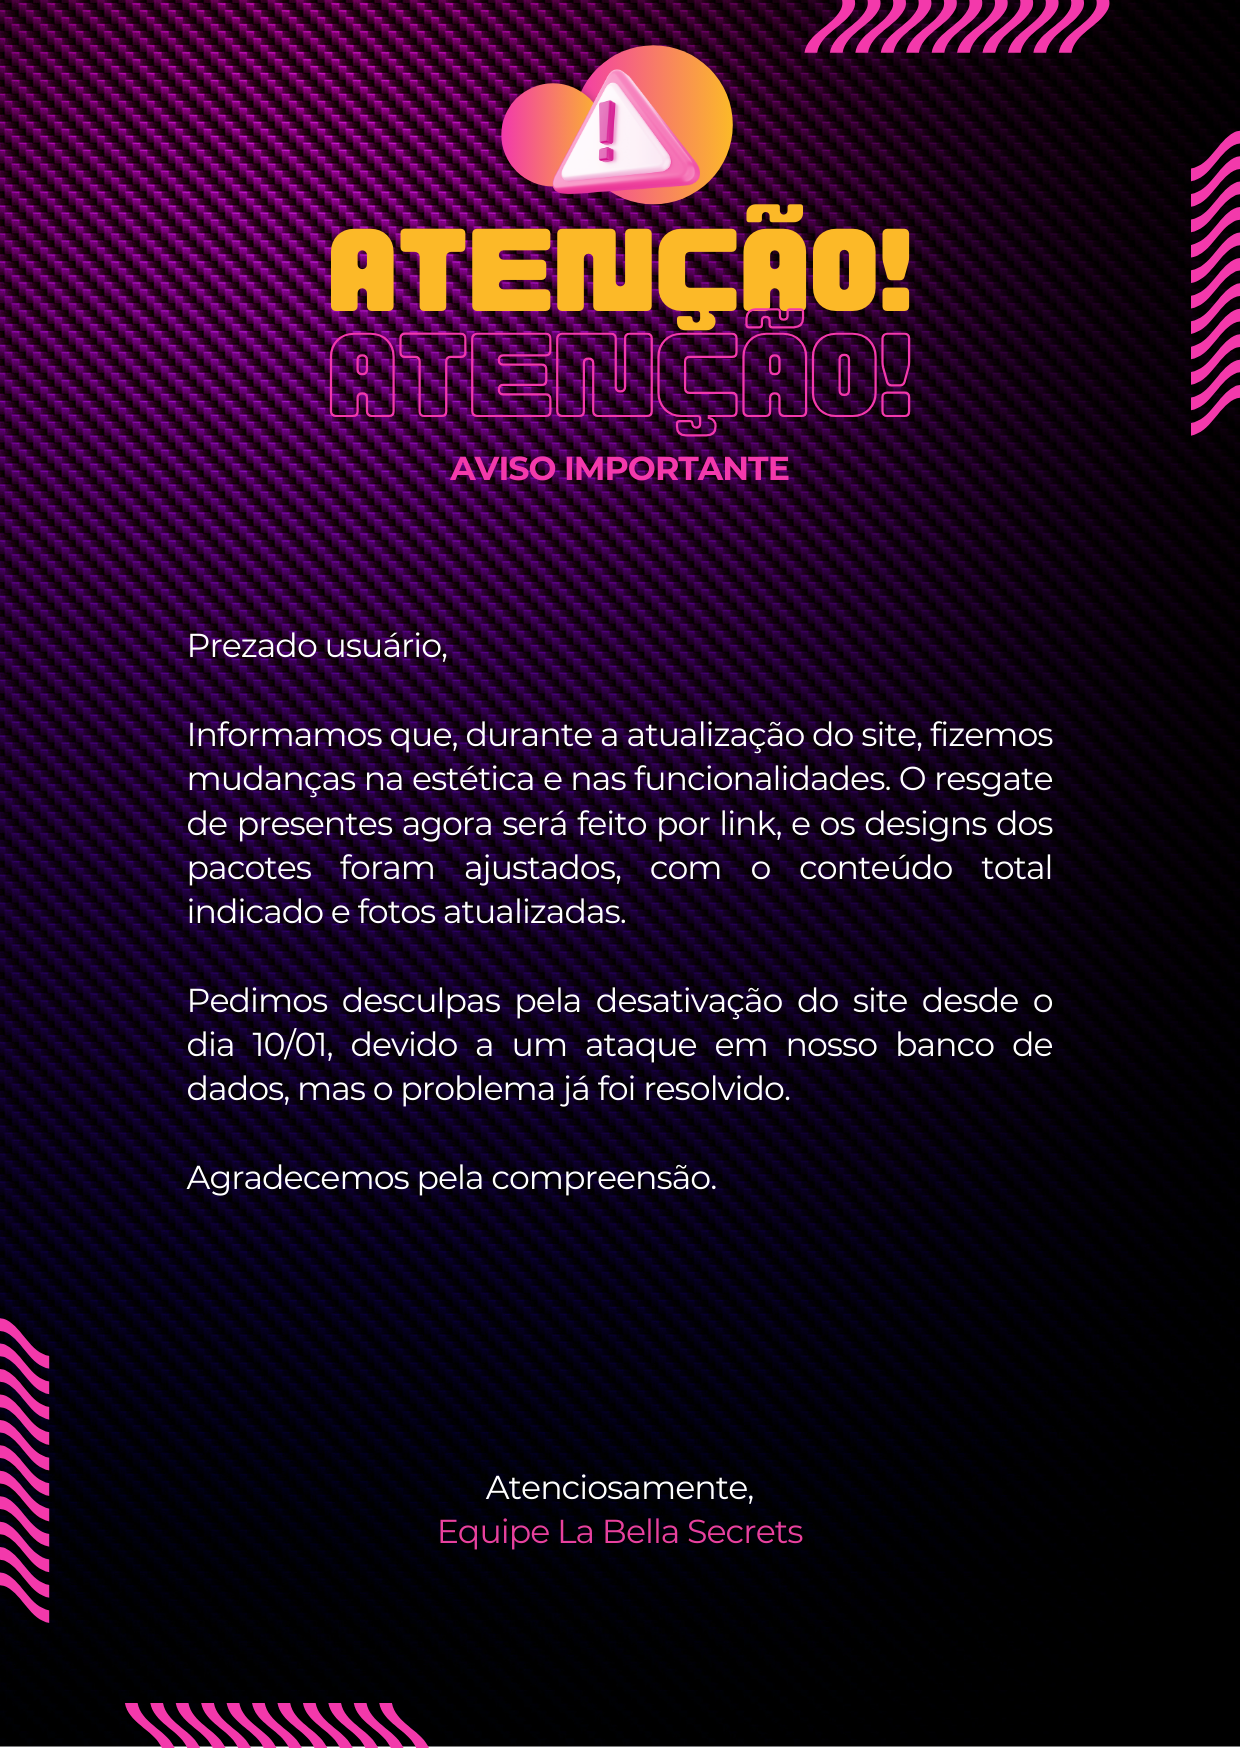 ATENÇÃO!
ATENÇÃO!
AVISO IMPORTANTE
Prezado usuário,
Informamos que, durante a atualização do site, fizemos
mudanças na estética e nas funcionalidades. O resgate
de presentes agora será feito por link, e os designs dos
pacotes foram ajustados, com o conteúdo total
indicado e fotos atualizadas.
Pedimos desculpas pela desativação do site desde o
dia 10/01, devido a um ataque em nosso banco de
dados, mas o problema já foi resolvido.
Agradecemos pela compreensão.
Atenciosamente,
Equipe La Bella Secrets